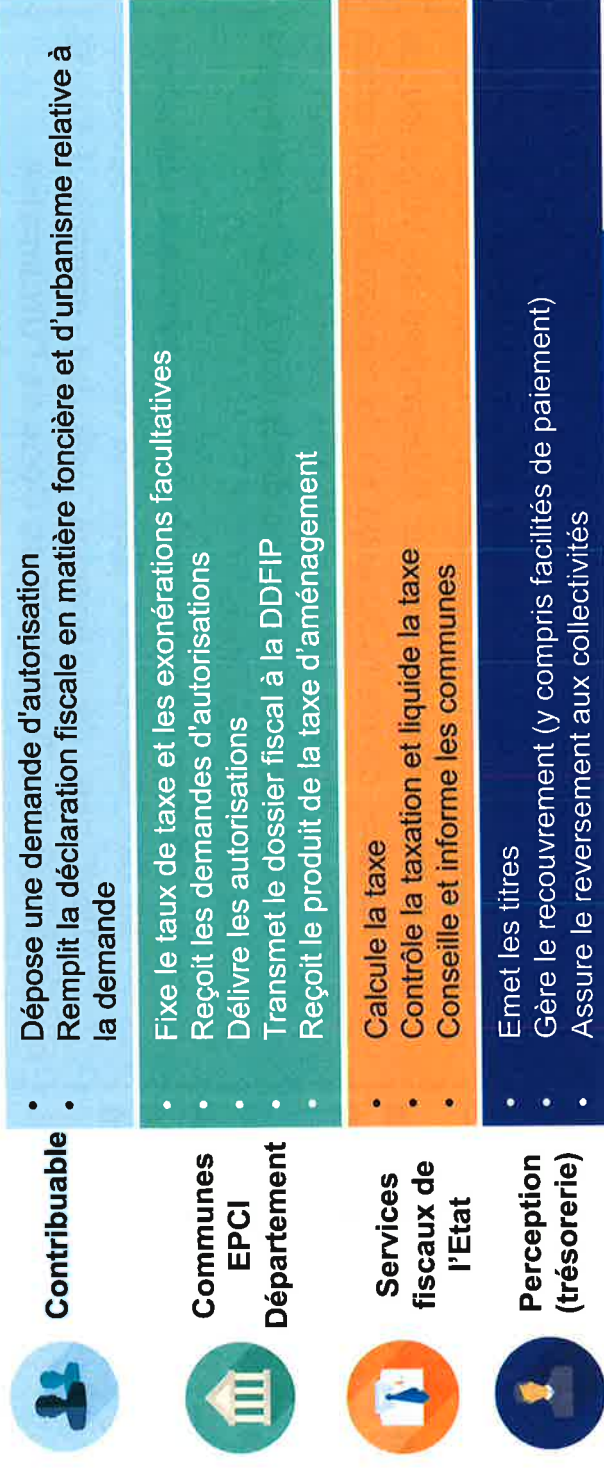 Contribuable
• Dépose une demande d'autorisation
• Remplit la déclaration fiscale en matière foncière et d'urbanisme relative à
la demande
Communes
EPCI
Département
• Fixe le taux de taxe et les exonérations facultatives
• Reçoit les demandes d'autorisations
• Délivre les autorisations
• Transmet le dossier fiscal à la DDFIP
• Reçoit le produit de la taxe d'aménagement
Services
fiscaux de
l'Etat
• Calcule la taxe
• Contrôle la taxation et liquide la taxe
• Conseille et informe les communes
Perception
(trésorerie)
• Emet les titres
• Gère le recouvrement (y compris facilités de paiement)
• Assure le reversement aux collectivités